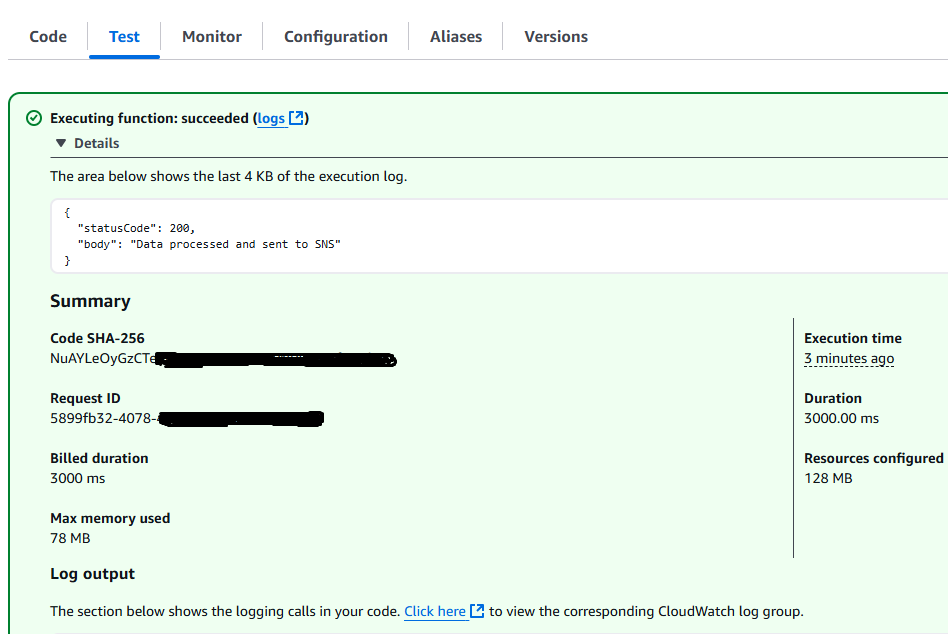 Code Test Monitor Configuration Aliases Versions
Executing function: succeeded (logs)
Details
The area below shows the last 4 KB of the execution log.
{
"statusCode": 200,
"body": "Data processed and sent to SNS"
}
Summary
Code SHA-256
NuAYLeOyGzCTe
Request ID
5899fb32-4078-
Billed duration
3000 ms
Max memory used
78 MB
Execution time
3 minutes ago
Duration
3000.00 ms
Resources configured
128 MB
Log output
The section below shows the logging calls in your code. Click here to view the corresponding CloudWatch log group.